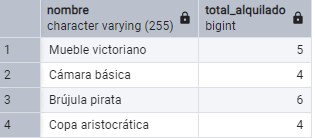 nombre total_alquilado
character varying (255) bigint
1 Mueble victoriano 5
2 Cámara básica 4
3 Brújula pirata 6
4 Copa aristocrática 4